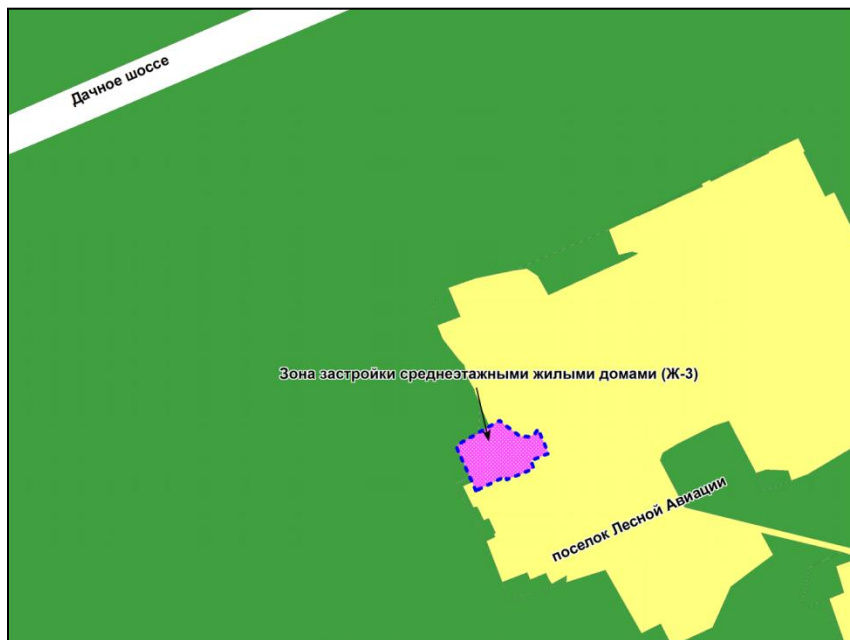 Дачное шоссе
Зона застройки среднеэтажными жилыми домами (Ж-3)
поселок Лесной Авиации